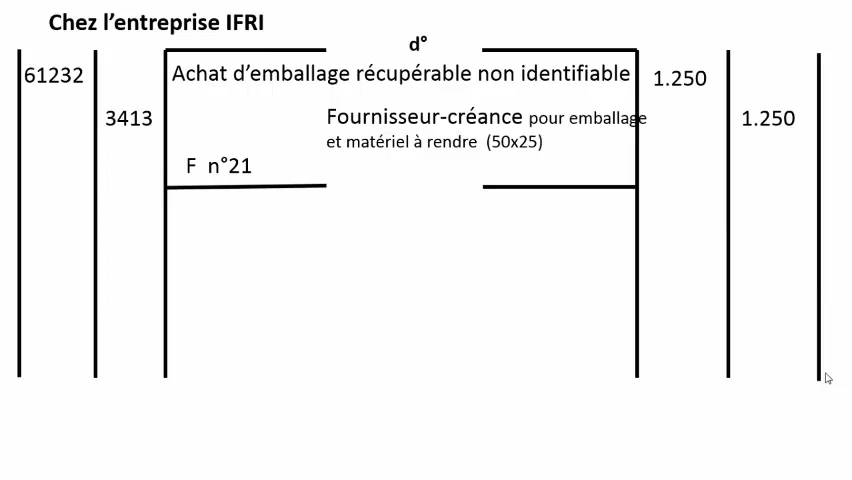 Chez l’entreprise IFRI
d°
61232 Achat d’emballage récupérable non identifiable 1.250
3413 Fournisseur-créance pour emballage 1.250
et matériel à rendre (50x25)
F n°21